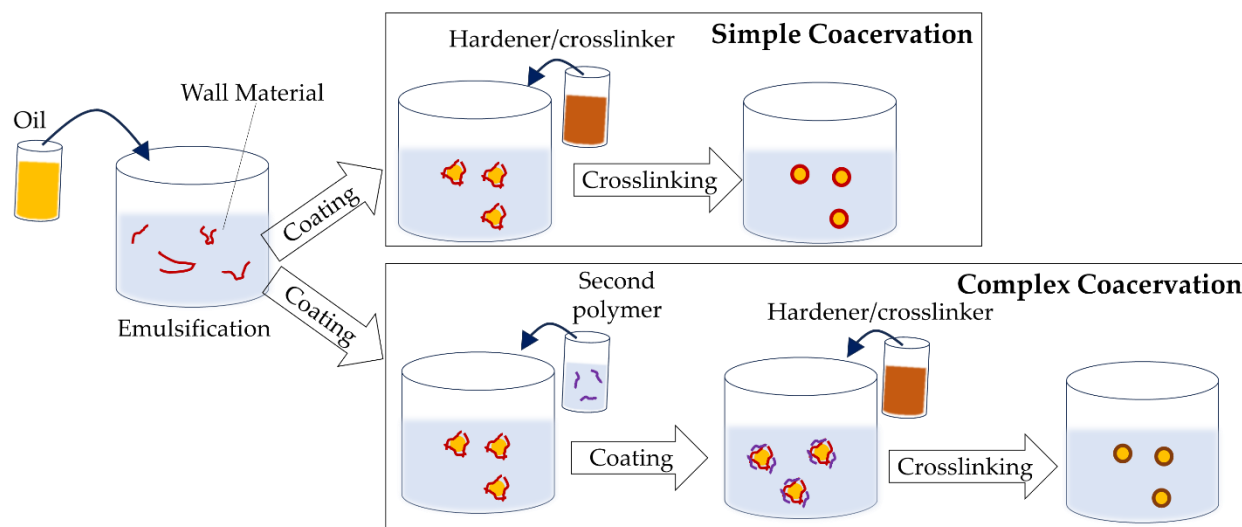 Oil
Wall Material
Emulsification
Coating
Coating
Simple Coacervation
Hardener/crosslinker
Crosslinking
Complex Coacervation
Second
polymer
Hardener/crosslinker
Coating
Crosslinking